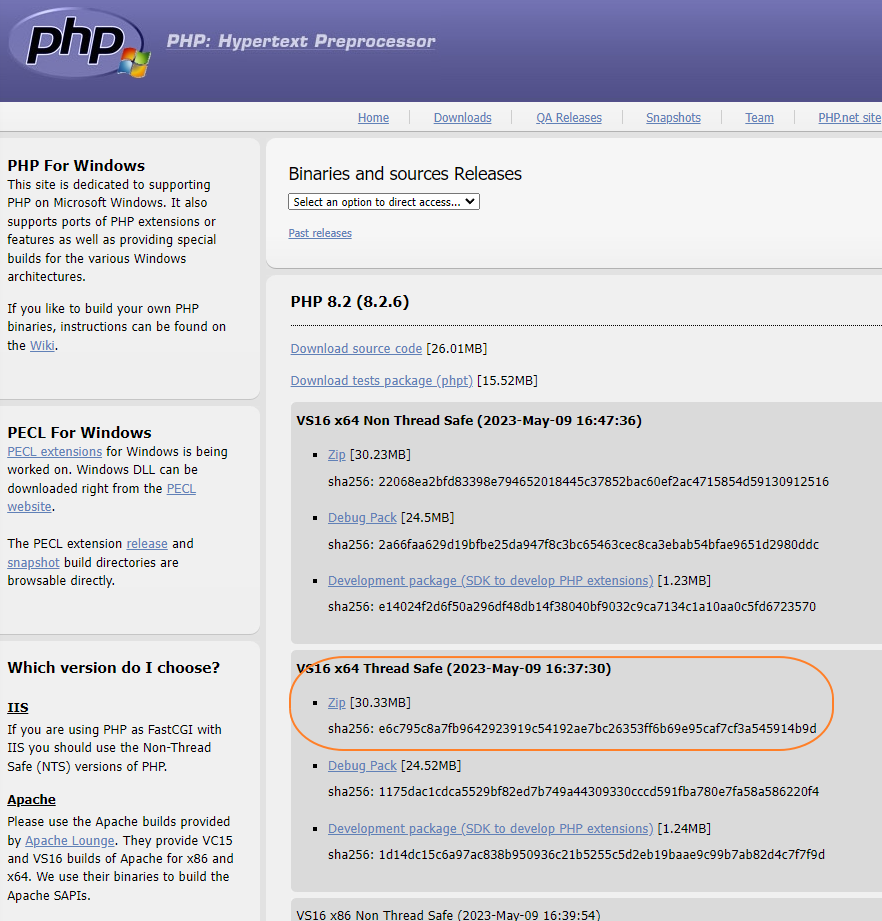 php
PHP: Hypertext Preprocessor
Home
Downloads
QA Releases
Snapshots
Team
PHP.net site
PHP For Windows
This site is dedicated to supporting
PHP on Microsoft Windows. It also
supports ports of PHP extensions or
features as well as providing special
builds for the various Windows
architectures.
If you like to build your own PHP
binaries, instructions can be found on
the Wiki.
PECL For Windows
PECL extensions for Windows is being
worked on. Windows DLL can be
downloaded right from the PECL
website.
The PECL extension release and
snapshot build directories are
browsable directly.
Which version do I choose?
IIS
If you are using PHP as FastCGI with
IIS you should use the Non-Thread
Safe (NTS) versions of PHP.
Apache
Please use the Apache builds provided
by Apache Lounge. They provide VC15
and VS16 builds of Apache for x86 and
x64. We use their binaries to build the
Apache SAPIs.
Binaries and sources Releases
Select an option to direct access...
Past releases
PHP 8.2 (8.2.6)
Download source code [26.01MB]
Download tests package (phpt) [15.52MB]
VS16 x64 Non Thread Safe (2023-May-09 16:47:36)
Zip [30.23MB]
sha256: 22068ea2bfd83398e794652018445c37852bac60ef2ac4715854d59130912516
Debug Pack [24.5MB]
sha256: 2a66faa629d19bfbe25da947f8c3bc65463cec8ca3ebab54bfae9651d2980ddc
Development package (SDK to develop PHP extensions) [1.23MB]
sha256: e14024f2d6f50a296df48db14f38040bf9032c9ca7134c1a10aa0c5fd6723570
VS16 x64 Thread Safe (2023-May-09 16:37:30)
Zip [30.33MB]
sha256: e6c795c8a7fb9642923919c54192ae7bc26353ff6b69e95caf7cf3a545914b9d
Debug Pack [24.52MB]
sha256: 1175dac1cdca5529bf82ed7b749a44309330cccd591fba780e7fa58a586220f4
Development package (SDK to develop PHP extensions) [1.24MB]
sha256: 1d14dc15c6a97ac838b950936c21b5255c5d2eb19baae9c99b7ab82d4c7f7f9d
VS16 x86 Non Thread Safe (2023-May-09 16:39:54)